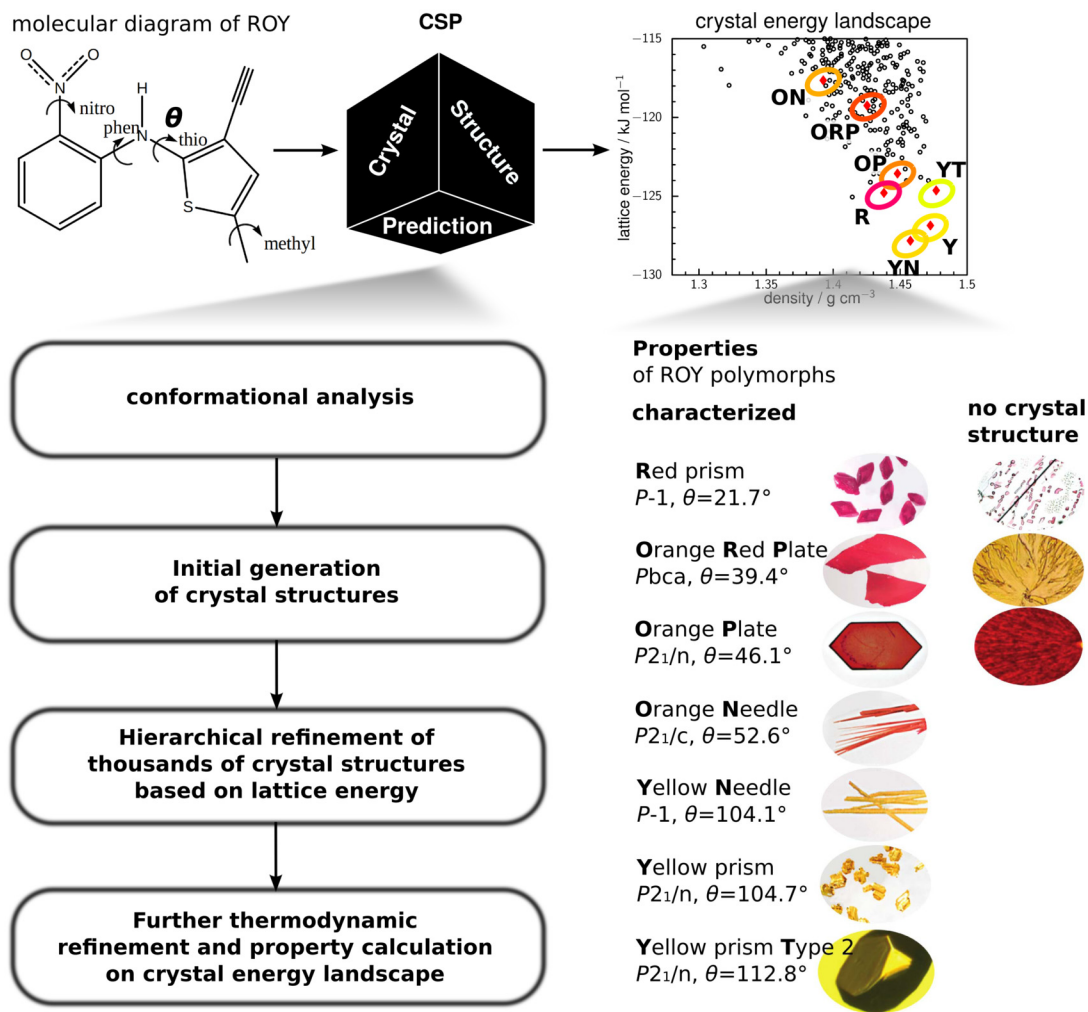 molecular diagram of ROY
O
O
N
H
nitro
phen
N
θ
thio
S
methyl
CSP
Crystal
Structure
Prediction
crystal energy landscape
lattice energy / kJ mol⁻¹
−115
−120
−125
−130
ON
ORP
OP
YT
R
Y
YN
1.3
1.35
1.4
1.45
1.5
density / g cm⁻³
conformational analysis
Initial generation
of crystal structures
Hierarchical refinement of
thousands of crystal structures
based on lattice energy
Further thermodynamic
refinement and property calculation
on crystal energy landscape
Properties
of ROY polymorphs
characterized
no crystal
structure
Red prism
P-1, θ=21.7°
Orange Red Plate
Pbca, θ=39.4°
Orange Plate
P2₁/n, θ=46.1°
Orange Needle
P2₁/c, θ=52.6°
Yellow Needle
P-1, θ=104.1°
Yellow prism
P2₁/n, θ=104.7°
Yellow prism Type 2
P2₁/n, θ=112.8°